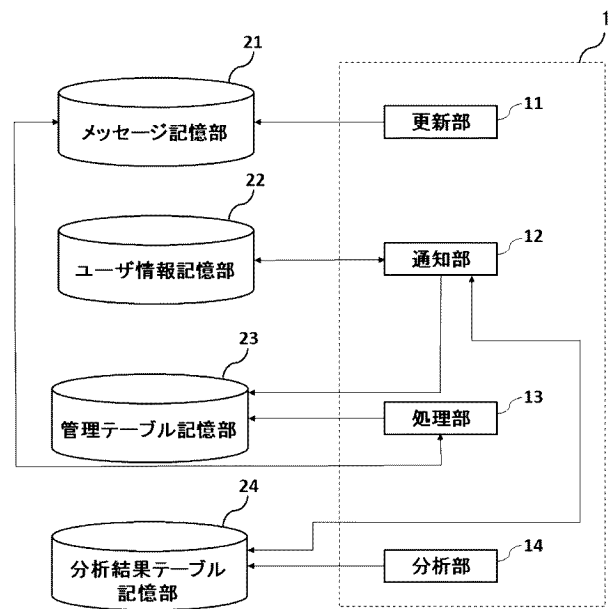 1
21
メッセージ記憶部
更新部
11
22
ユーザ情報記憶部
通知部
12
23
管理テーブル記憶部
処理部
13
24
分析結果テーブル
記憶部
分析部
14